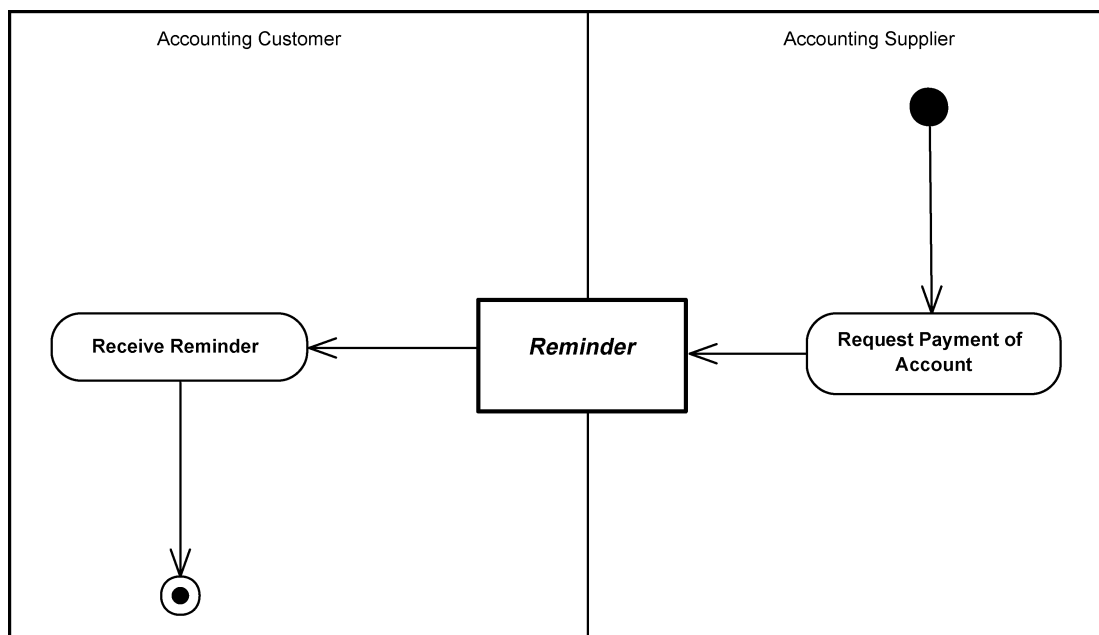 Accounting Customer
Accounting Supplier
Receive Reminder
Reminder
Request Payment of
Account